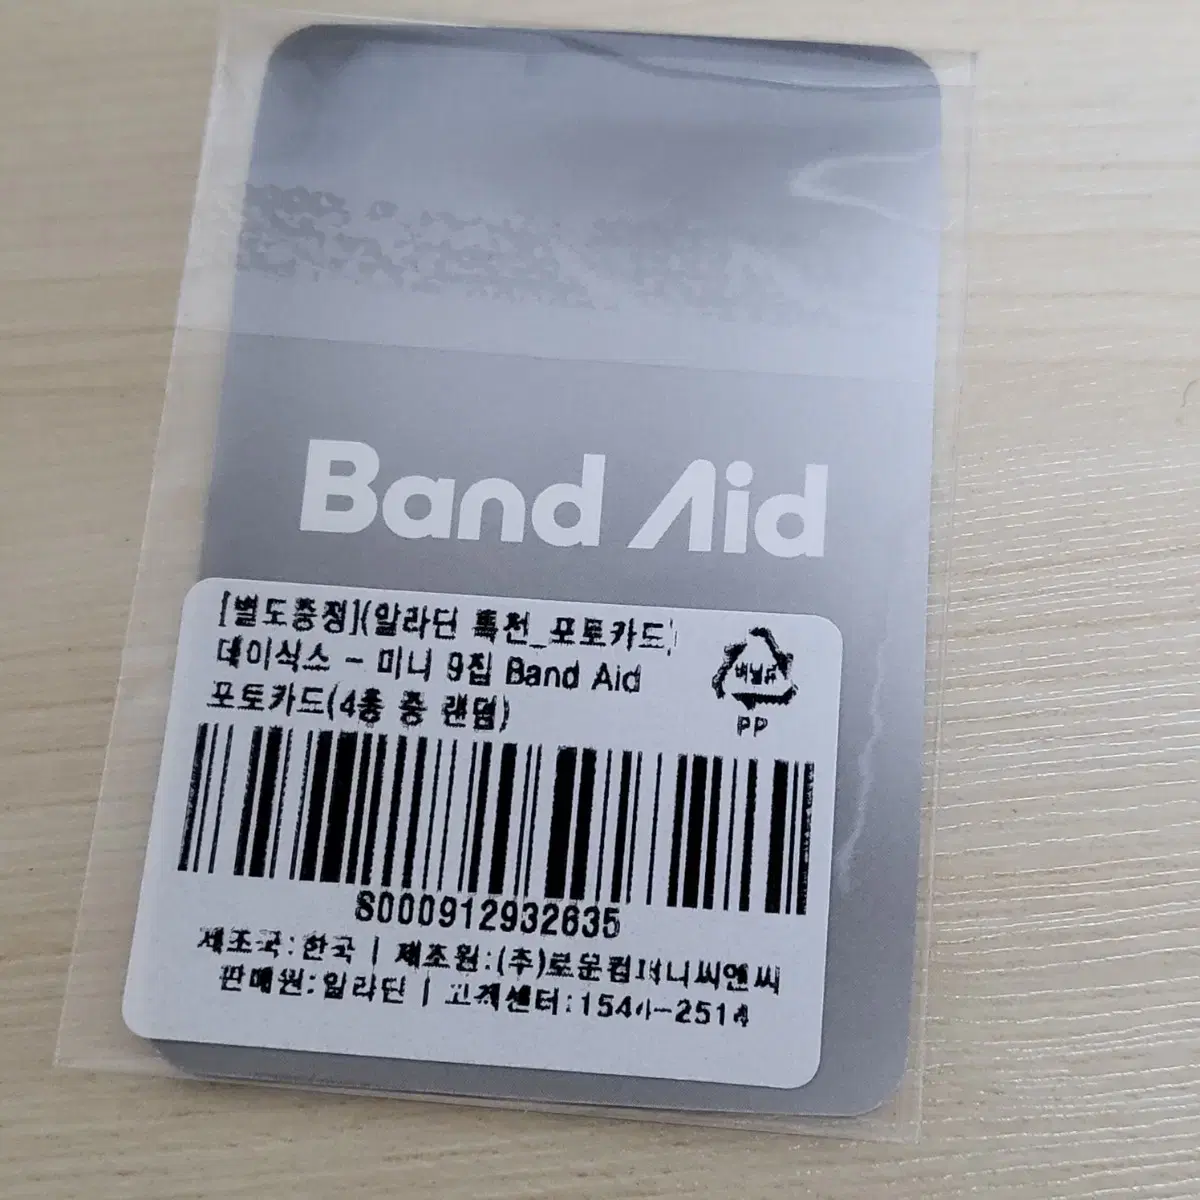 Band Aid
[별도증정](알라딘 특전_포토카드)
데이식스 - 미니 9집 Band Aid
포토카드(4종 중 랜덤)
비닐류
PP
S000912932635
제조국:한국 | 제조원:(주)로운컴퍼니씨앤씨
판매원:알라딘 | 고객센터:1544-2514